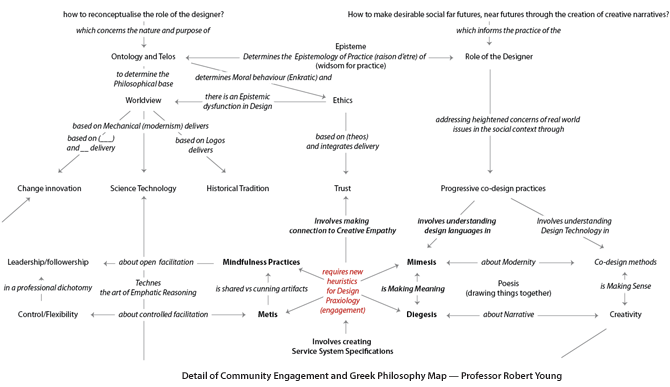 how to reconceptualise the role of the designer?
How to make desirable social far futures, near futures through the creation of creative narratives?
which concerns the nature and purpose of
which informs the practice of the
Episteme
Ontology and Telos
Determines the Epistemology of Practice (raison d'etre) of
(widsom for practice)
Role of the Designer
to determine the
Philosophical base
determines Moral behaviour (Enkratic) and
Worldview
there is an Epistemic
dysfunction in Design
Ethics
based on Mechanical (modernism) delivers
based on (___)
and __ delivery
based on Logos
delivers
based on (theos)
and integrates delivery
addressing heightened concerns of real world
issues in the social context through
Change innovation
Science Technology
Historical Tradition
Trust
Progressive co-design practices
Involves making
connection to Creative Empathy
Involves understanding
design languages in
Involves understanding
Design Technology in
Leadership/followership
about open facilitation
Mindfulness Practices
requires new
heuristics
for Design
Praxiology
(engagement)
Mimesis
about Modernity
Co-design methods
in a professional dichotomy
Technes
the art of Emphatic Reasoning
is shared vs cunning artifacts
is Making Meaning
Poesis
(drawing things together)
is Making Sense
Control/Flexibility
about controlled facilitation
Metis
Diegesis
about Narrative
Creativity
Involves creating
Service System Specifications
Detail of Community Engagement and Greek Philosophy Map — Professor Robert Young